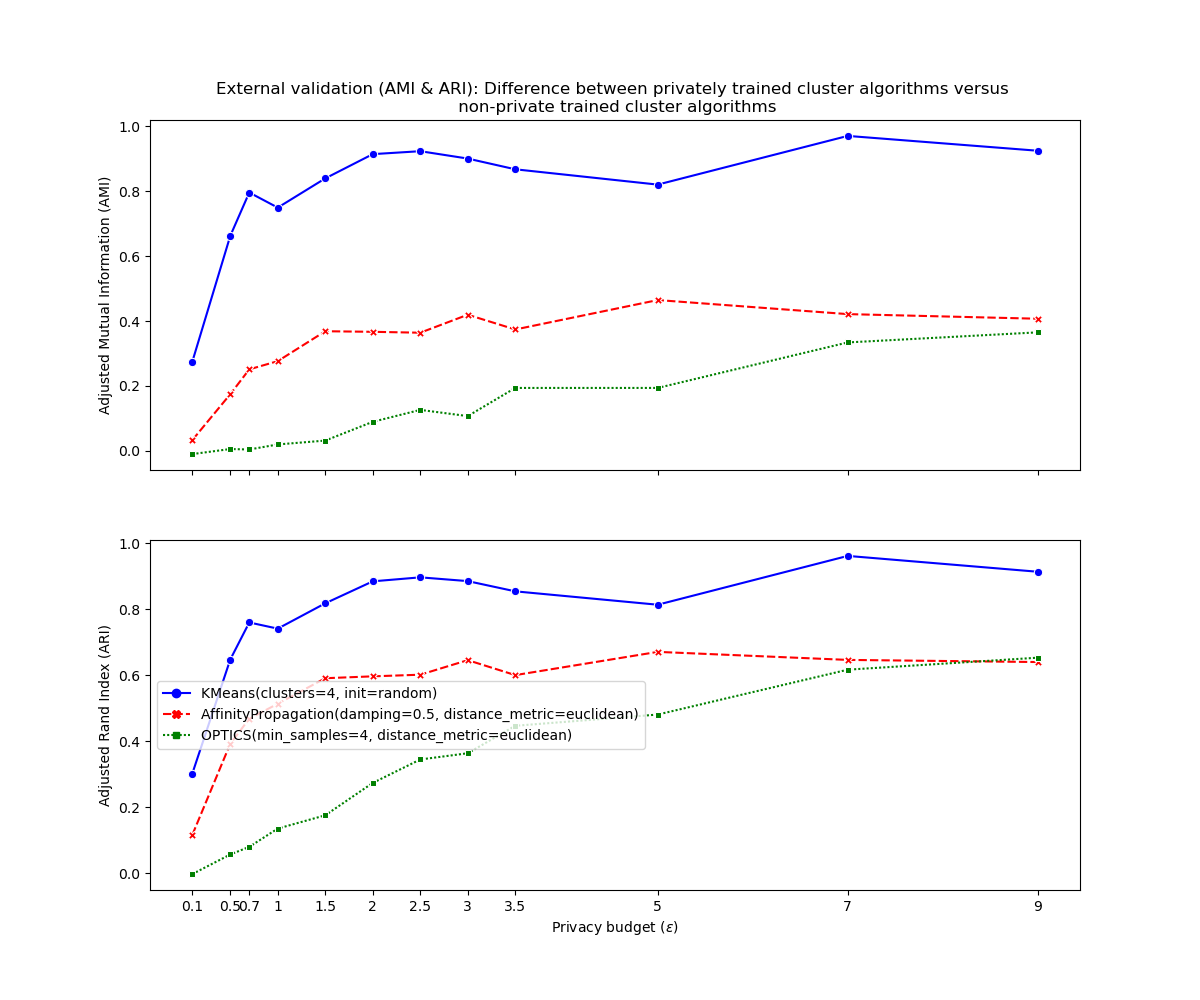 External validation (AMI & ARI): Difference between privately trained cluster algorithms versus
non-private trained cluster algorithms
Adjusted Mutual Information (AMI)
1.0
0.8
0.6
0.4
0.2
0.0
Adjusted Rand Index (ARI)
1.0
0.8
0.6
0.4
0.2
0.0
KMeans(clusters=4, init=random)
AffinityPropagation(damping=0.5, distance_metric=euclidean)
OPTICS(min_samples=4, distance_metric=euclidean)
0.1 0.5 0.7 1 1.5 2 2.5 3 3.5 5 7 9
Privacy budget (ε)